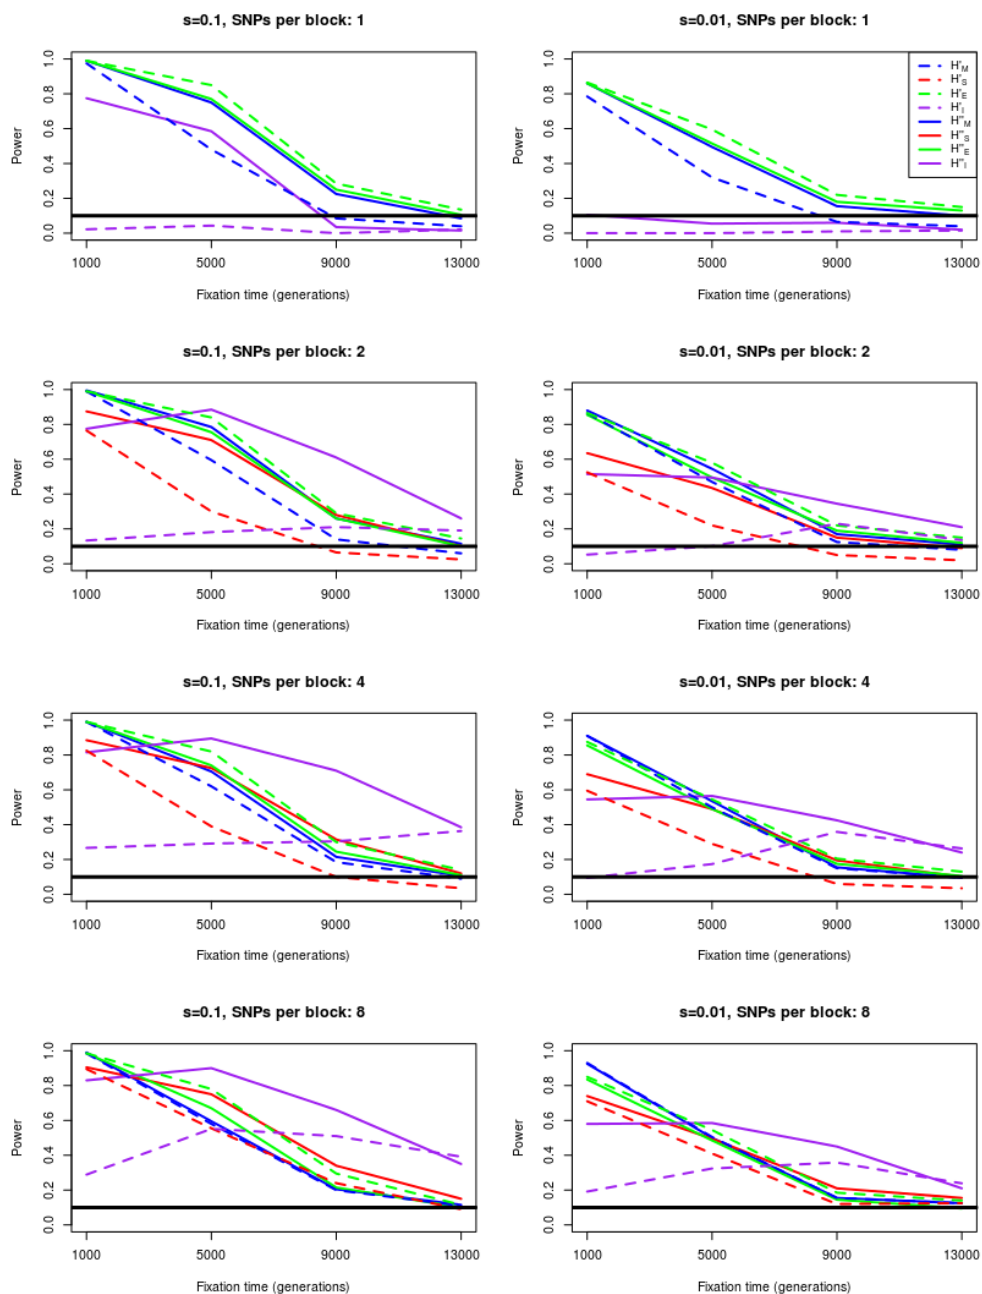 s=0.1, SNPs per block: 1
Power
0.0 0.2 0.4 0.6 0.8 1.0
1000 5000 9000 13000
Fixation time (generations)
s=0.01, SNPs per block: 1
Power
0.0 0.2 0.4 0.6 0.8 1.0
H'M
H'S
H'E
H'I
H''M
H''S
H''E
H''I
1000 5000 9000 13000
Fixation time (generations)
s=0.1, SNPs per block: 2
Power
0.0 0.2 0.4 0.6 0.8 1.0
1000 5000 9000 13000
Fixation time (generations)
s=0.01, SNPs per block: 2
Power
0.0 0.2 0.4 0.6 0.8 1.0
1000 5000 9000 13000
Fixation time (generations)
s=0.1, SNPs per block: 4
Power
0.0 0.2 0.4 0.6 0.8 1.0
1000 5000 9000 13000
Fixation time (generations)
s=0.01, SNPs per block: 4
Power
0.0 0.2 0.4 0.6 0.8 1.0
1000 5000 9000 13000
Fixation time (generations)
s=0.1, SNPs per block: 8
Power
0.0 0.2 0.4 0.6 0.8 1.0
1000 5000 9000 13000
Fixation time (generations)
s=0.01, SNPs per block: 8
Power
0.0 0.2 0.4 0.6 0.8 1.0
1000 5000 9000 13000
Fixation time (generations)